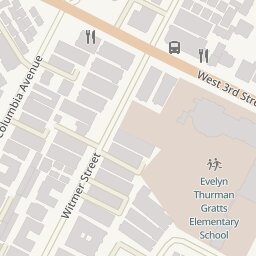 West 3rd Stre
Columbia Avenue
Witmer Street
Evelyn
Thurman
Gratts
Elementary
School